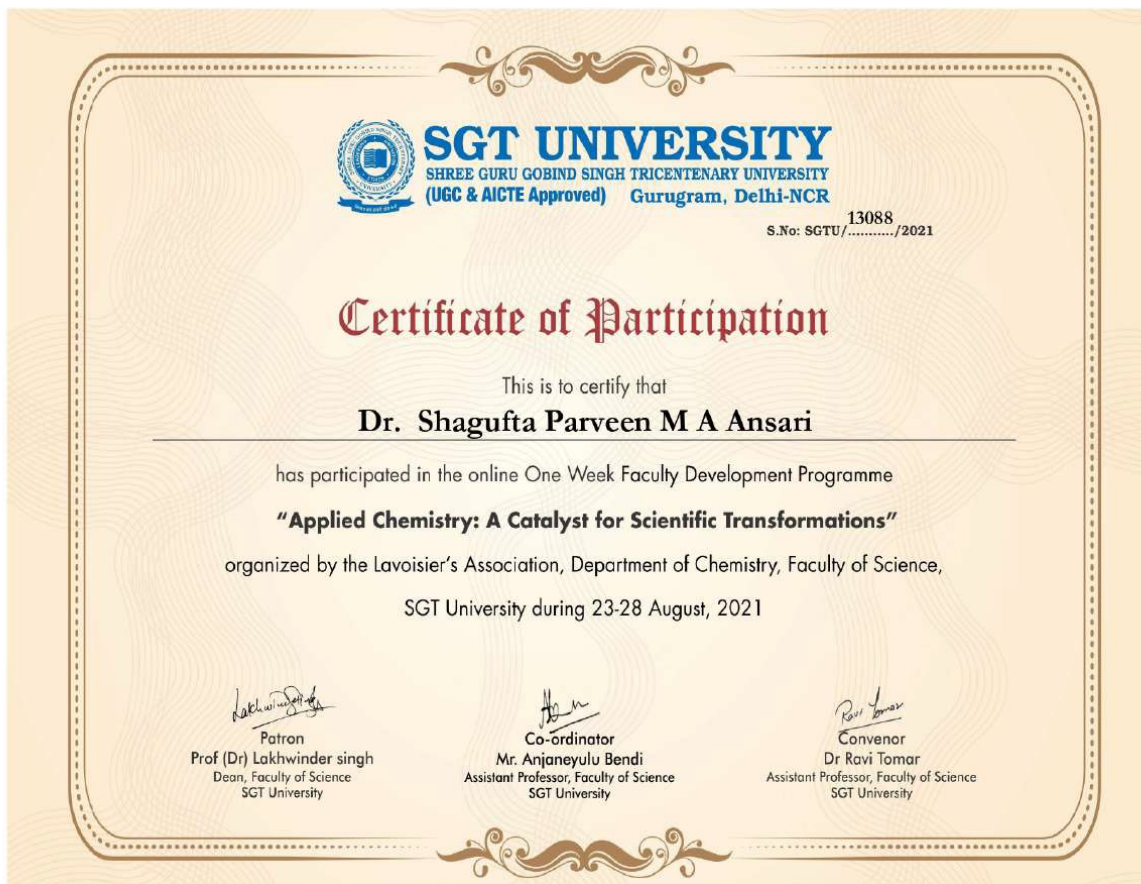 SGT UNIVERSITY
SHREE GURU GOBIND SINGH TRICENTENARY UNIVERSITY
(UGC & AICTE Approved) Gurugram, Delhi-NCR
S.No: SGTU/...13088.../2021
Certificate of Participation
This is to certify that
Dr. Shagufta Parveen M A Ansari
has participated in the online One Week Faculty Development Programme
“Applied Chemistry: A Catalyst for Scientific Transformations”
organized by the Lavoisier’s Association, Department of Chemistry, Faculty of Science,
SGT University during 23-28 August, 2021
Ravi Tomar
Patron
Prof (Dr) Lakhwinder singh
Dean, Faculty of Science
SGT University
Co-ordinator
Mr. Anjaneyulu Bendi
Assistant Professor, Faculty of Science
SGT University
Convenor
Dr Ravi Tomar
Assistant Professor, Faculty of Science
SGT University